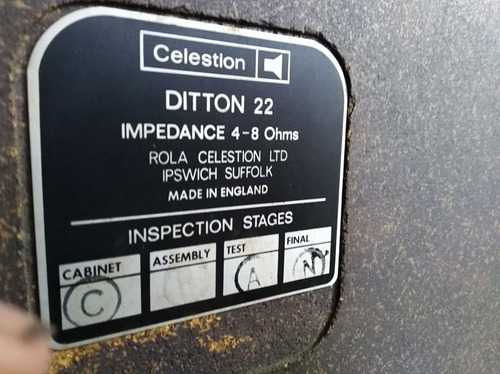 Celestion
DITTON 22
IMPEDANCE 4-8 Ohms
ROLA CELESTION LTD
IPSWICH SUFFOLK
MADE IN ENGLAND
INSPECTION STAGES
CABINET ASSEMBLY TEST FINAL
C A